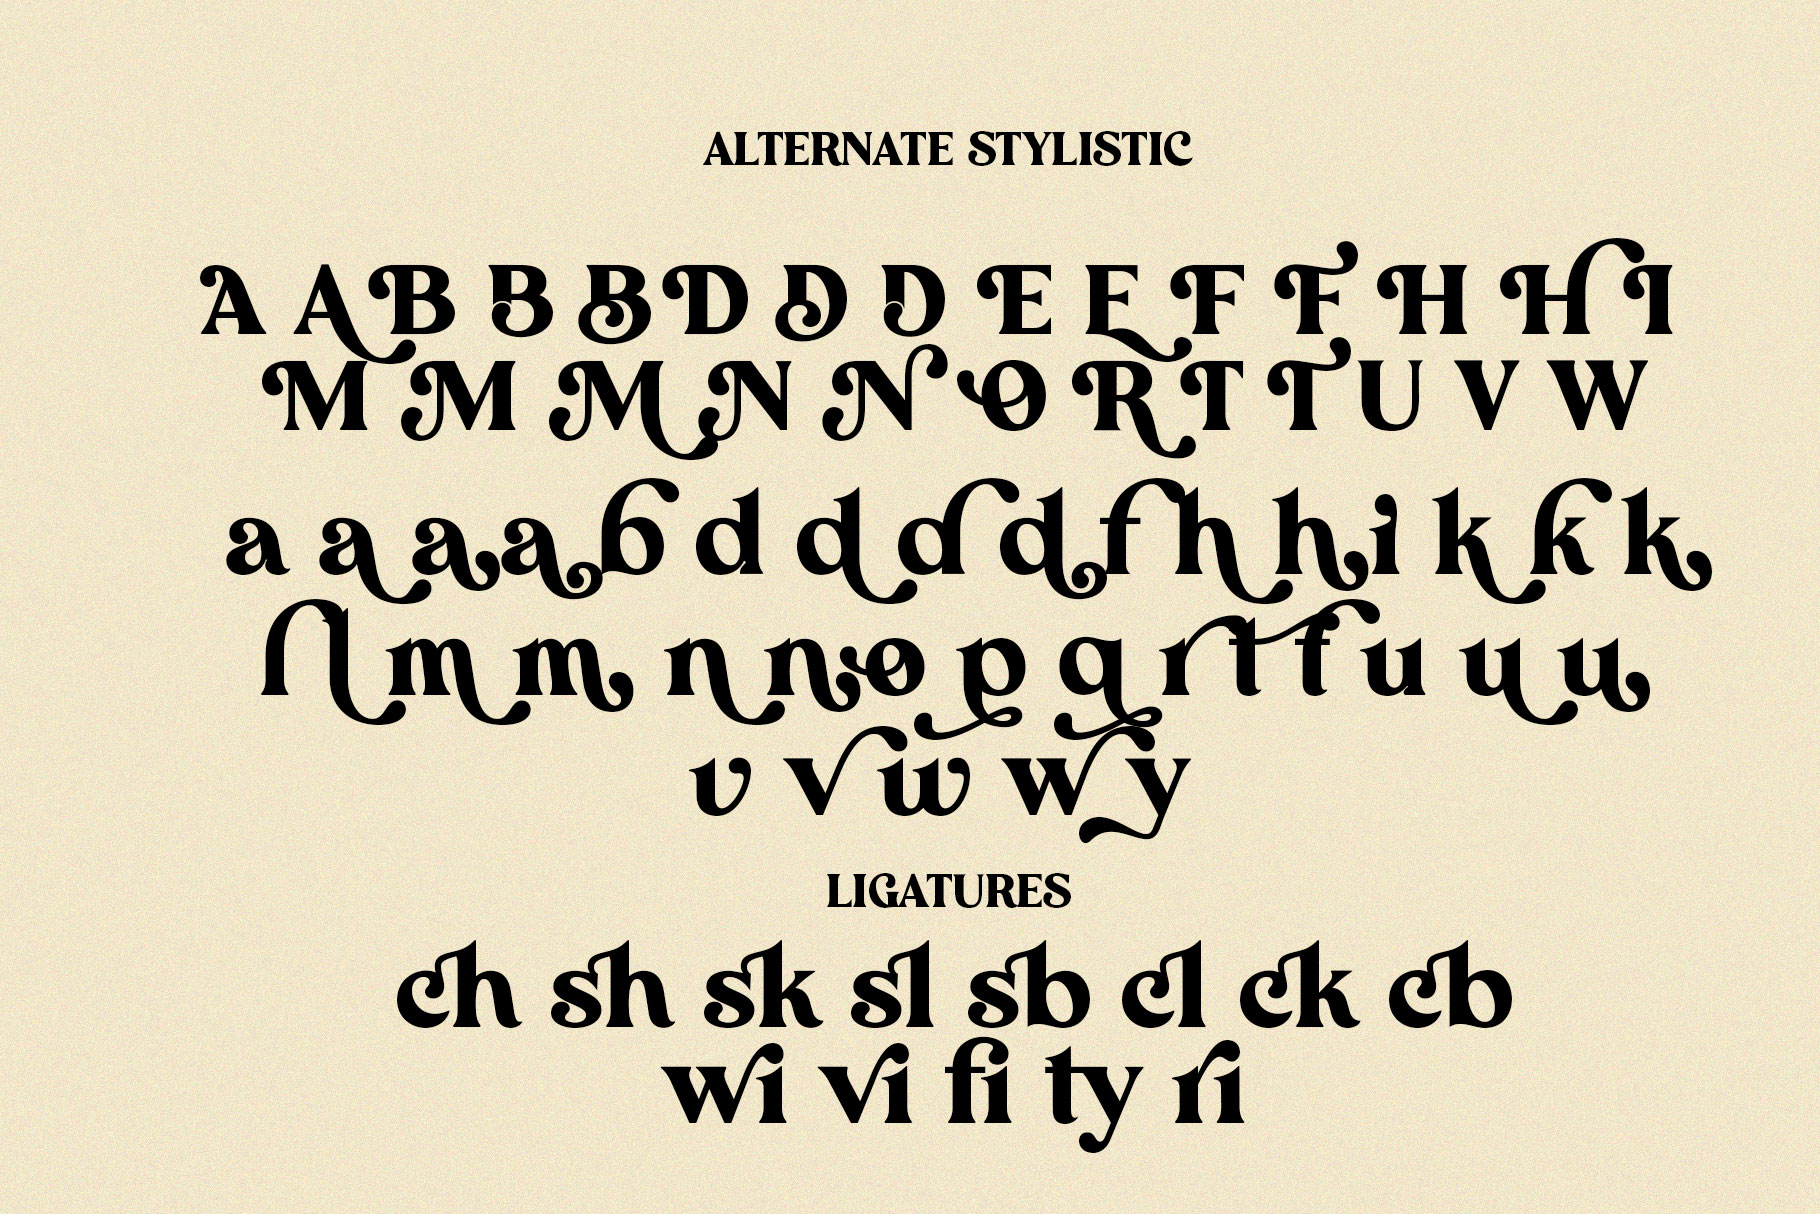 ALTERNATE STYLISTIC
A A B B B D D D E E F F H H I
M M M N N O R T T U V W
a a a a b d d d d f h h i k k k
l l m m n n o p q r t f u u u
v v w w y
LIGATURES
ch sh sk sl sb cl ck cb
wi vi fi ty ri